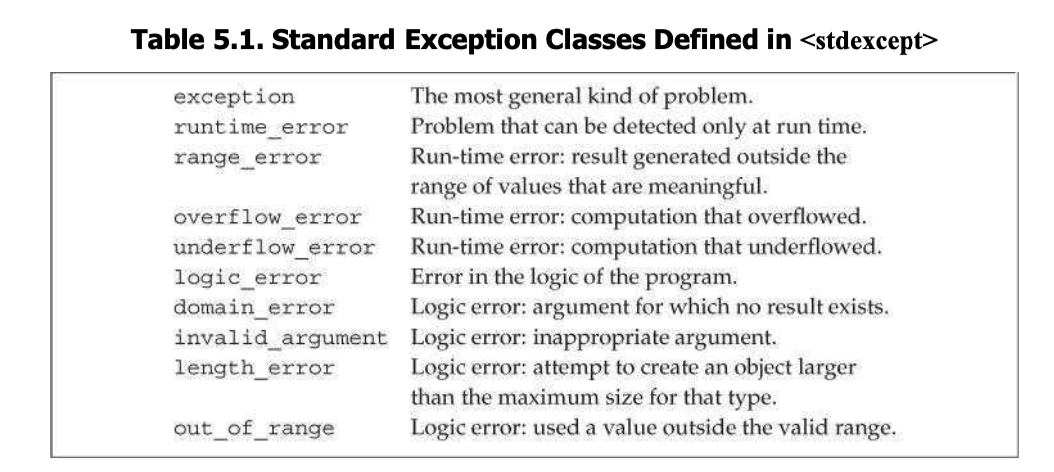 Table 5.1. Standard Exception Classes Defined in <stdexcept>
exception The most general kind of problem.
runtime_error Problem that can be detected only at run time.
range_error Run-time error: result generated outside the
range of values that are meaningful.
overflow_error Run-time error: computation that overflowed.
underflow_error Run-time error: computation that underflowed.
logic_error Error in the logic of the program.
domain_error Logic error: argument for which no result exists.
invalid_argument Logic error: inappropriate argument.
length_error Logic error: attempt to create an object larger
than the maximum size for that type.
out_of_range Logic error: used a value outside the valid range.